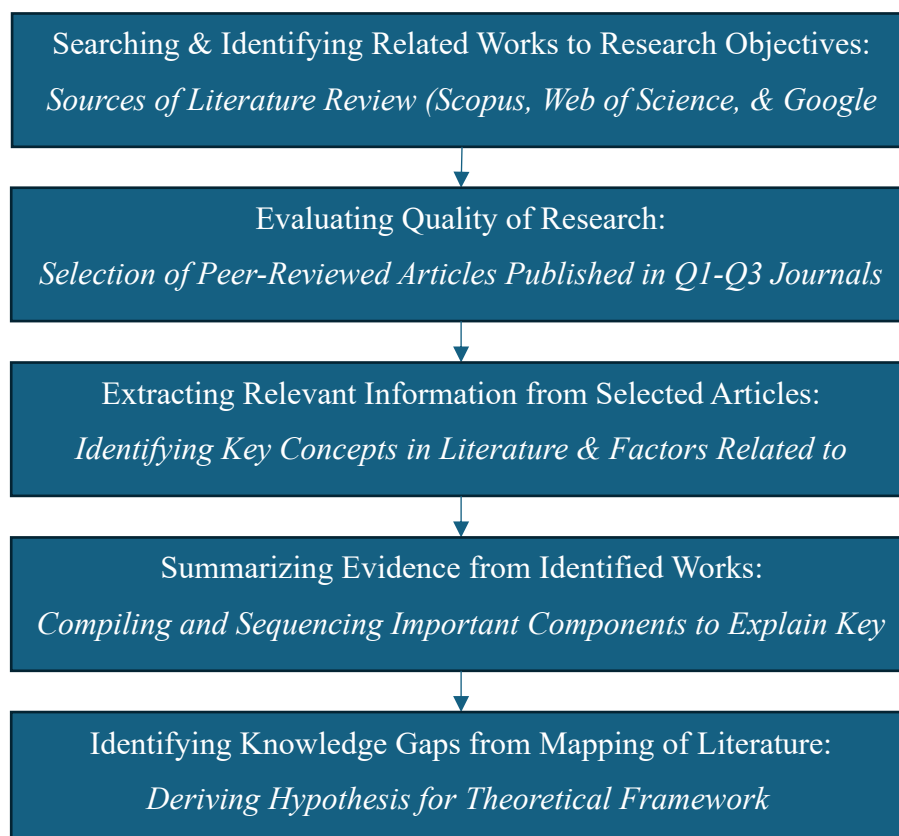 Searching & Identifying Related Works to Research Objectives:
Sources of Literature Review (Scopus, Web of Science, & Google
Evaluating Quality of Research:
Selection of Peer-Reviewed Articles Published in Q1-Q3 Journals
Extracting Relevant Information from Selected Articles:
Identifying Key Concepts in Literature & Factors Related to
Summarizing Evidence from Identified Works:
Compiling and Sequencing Important Components to Explain Key
Identifying Knowledge Gaps from Mapping of Literature:
Deriving Hypothesis for Theoretical Framework